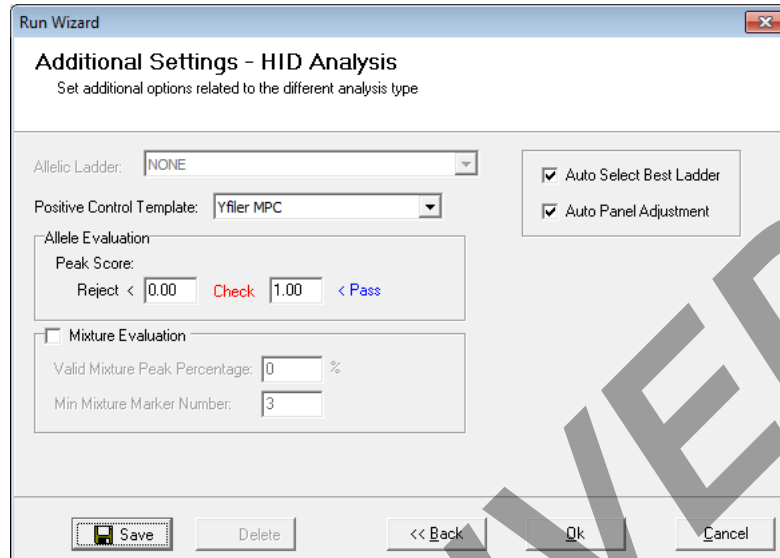 Run Wizard
Additional Settings - HID Analysis
Set additional options related to the different analysis type
Allelic Ladder: NONE
Auto Select Best Ladder
Positive Control Template: Yfiler MPC
Auto Panel Adjustment
Allele Evaluation
Peak Score:
Reject < 0.00 Check 1.00 < Pass
Mixture Evaluation
Valid Mixture Peak Percentage: 0 %
Min Mixture Marker Number: 3
Save Delete << Back Ok Cancel